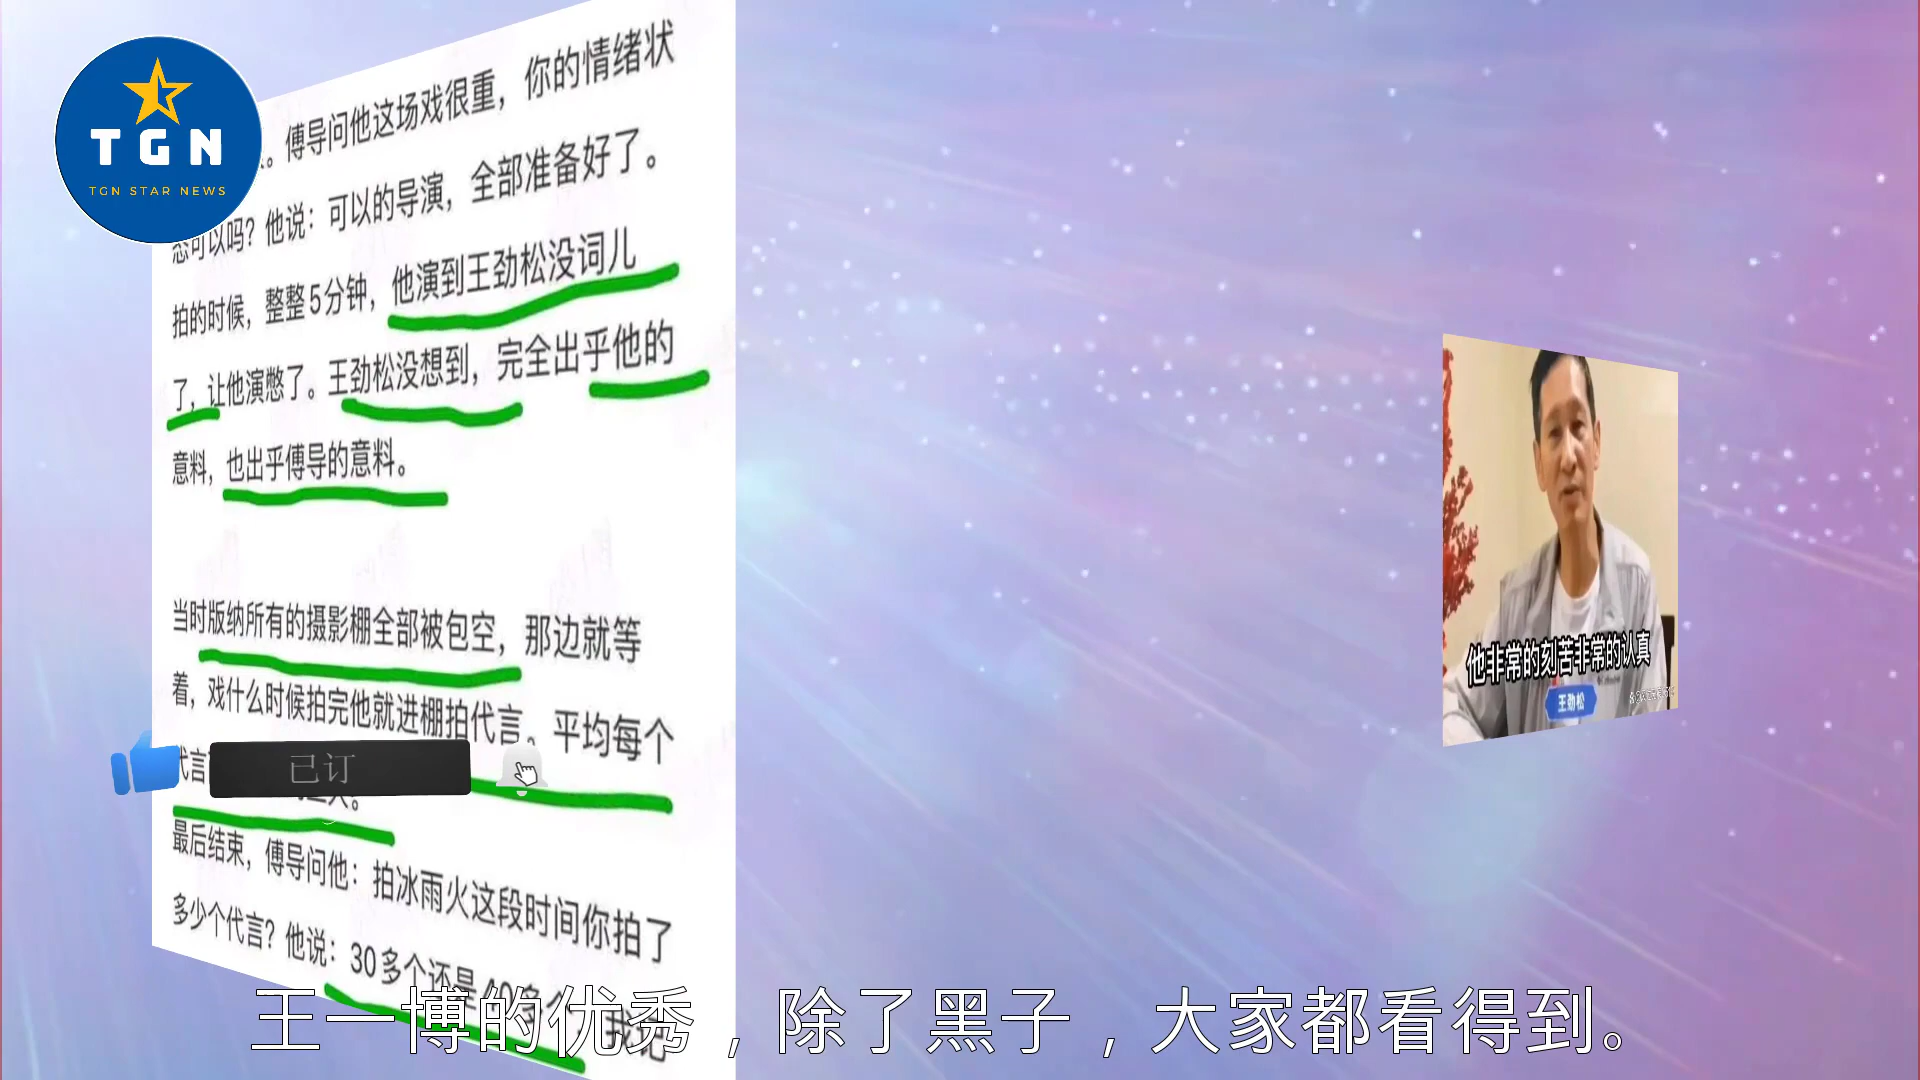 TGN
TGN STAR NEWS
。傅导问他这场戏很重，你的情绪状
态可以吗？他说：可以的导演，全部准备好了。
拍的时候，整整5分钟，他演到王劲松没词儿
了，让他演憋了。王劲松没想到，完全出乎他的
意料，也出乎傅导的意料。
当时版纳所有的摄影棚全部被包空，那边就等
着，戏什么时候拍完他就进棚拍代言。平均每个
代言
已订
最后结束，傅导问他：拍冰雨火这段时间你拍了
多少个代言？他说：30多个还是40多个
他非常的刻苦非常的认真
王劲松
王一博的优秀，除了黑子，大家都看得到。